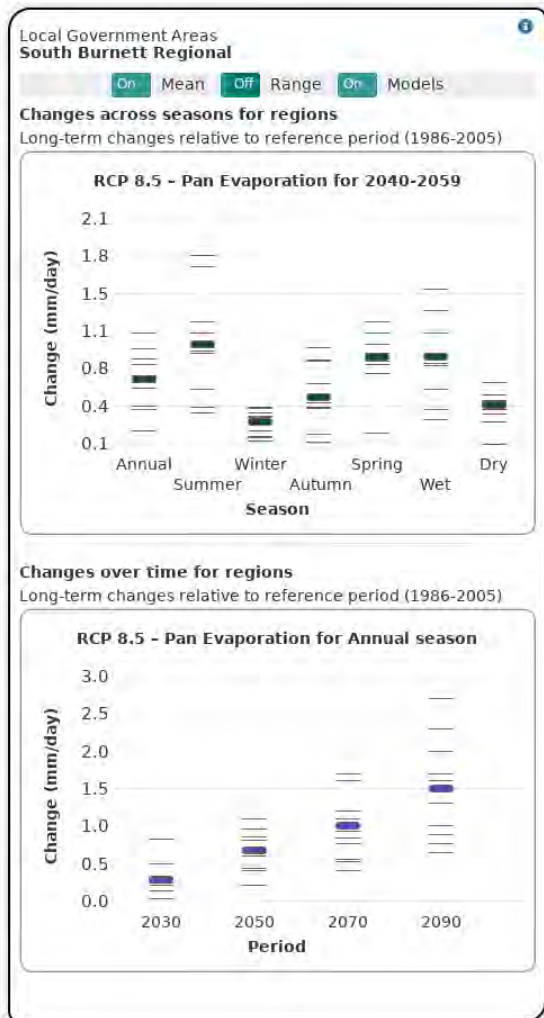 Local Government Areas
South Burnett Regional
On Mean Off Range On Models
Changes across seasons for regions
Long-term changes relative to reference period (1986-2005)
RCP 8.5 – Pan Evaporation for 2040-2059
Change (mm/day)
2.1
1.8
1.5
1.1
0.8
0.4
0.1
Annual Winter Spring Dry
Summer Autumn Wet
Season
Changes over time for regions
Long-term changes relative to reference period (1986-2005)
RCP 8.5 – Pan Evaporation for Annual season
Change (mm/day)
3.0
2.5
2.0
1.5
1.0
0.5
0.0
2030 2050 2070 2090
Period